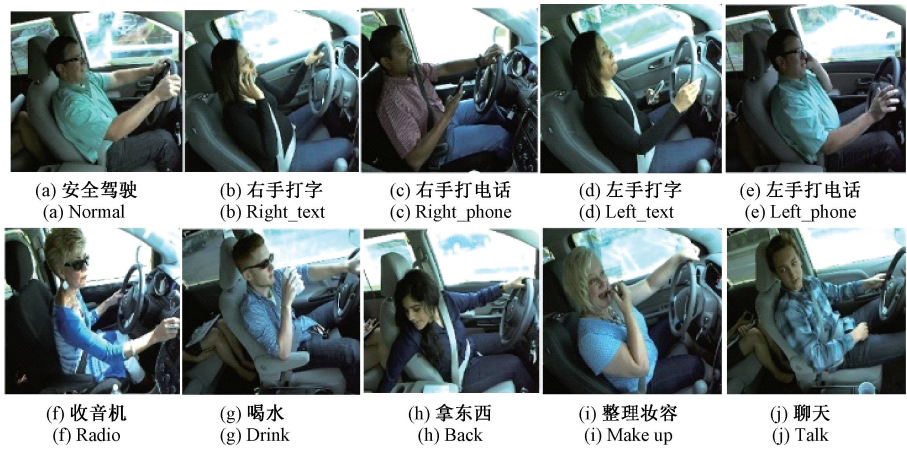 (a) 安全驾驶 (b) 右手打字 (c) 右手打电话 (d) 左手打字 (e) 左手打电话
(a) Normal (b) Right_text (c) Right_phone (d) Left_text (e) Left_phone
(f) 收音机 (g) 喝水 (h) 拿东西 (i) 整理妆容 (j) 聊天
(f) Radio (g) Drink (h) Back (i) Make up (j) Talk